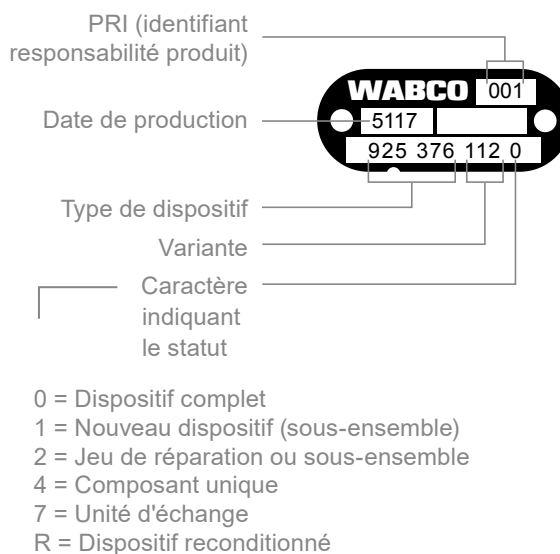 PRI (identifiant
responsabilité produit)
WABCO 001
Date de production
5117
925 376 112 0
Type de dispositif
Variante
Caractère
indiquant
le statut
0 = Dispositif complet
1 = Nouveau dispositif (sous-ensemble)
2 = Jeu de réparation ou sous-ensemble
4 = Composant unique
7 = Unité d'échange
R = Dispositif reconditionné